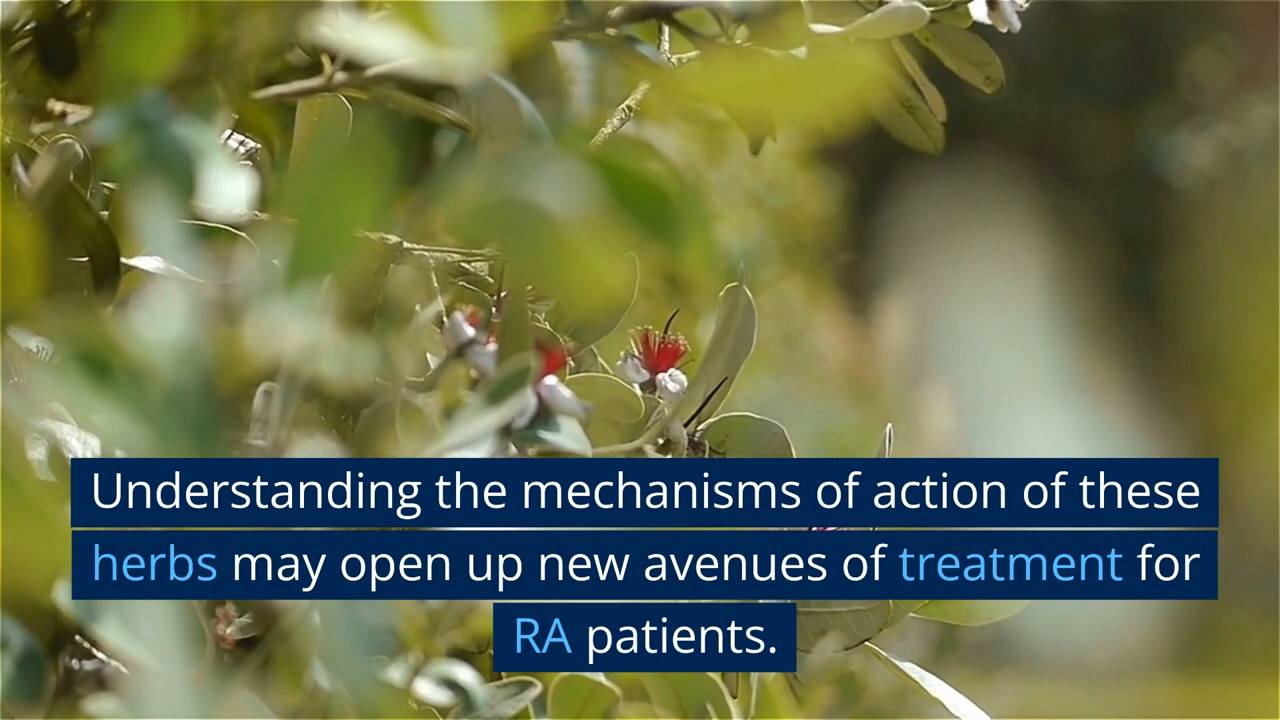 Understanding the mechanisms of action of these
herbs may open up new avenues of treatment for
RA patients.